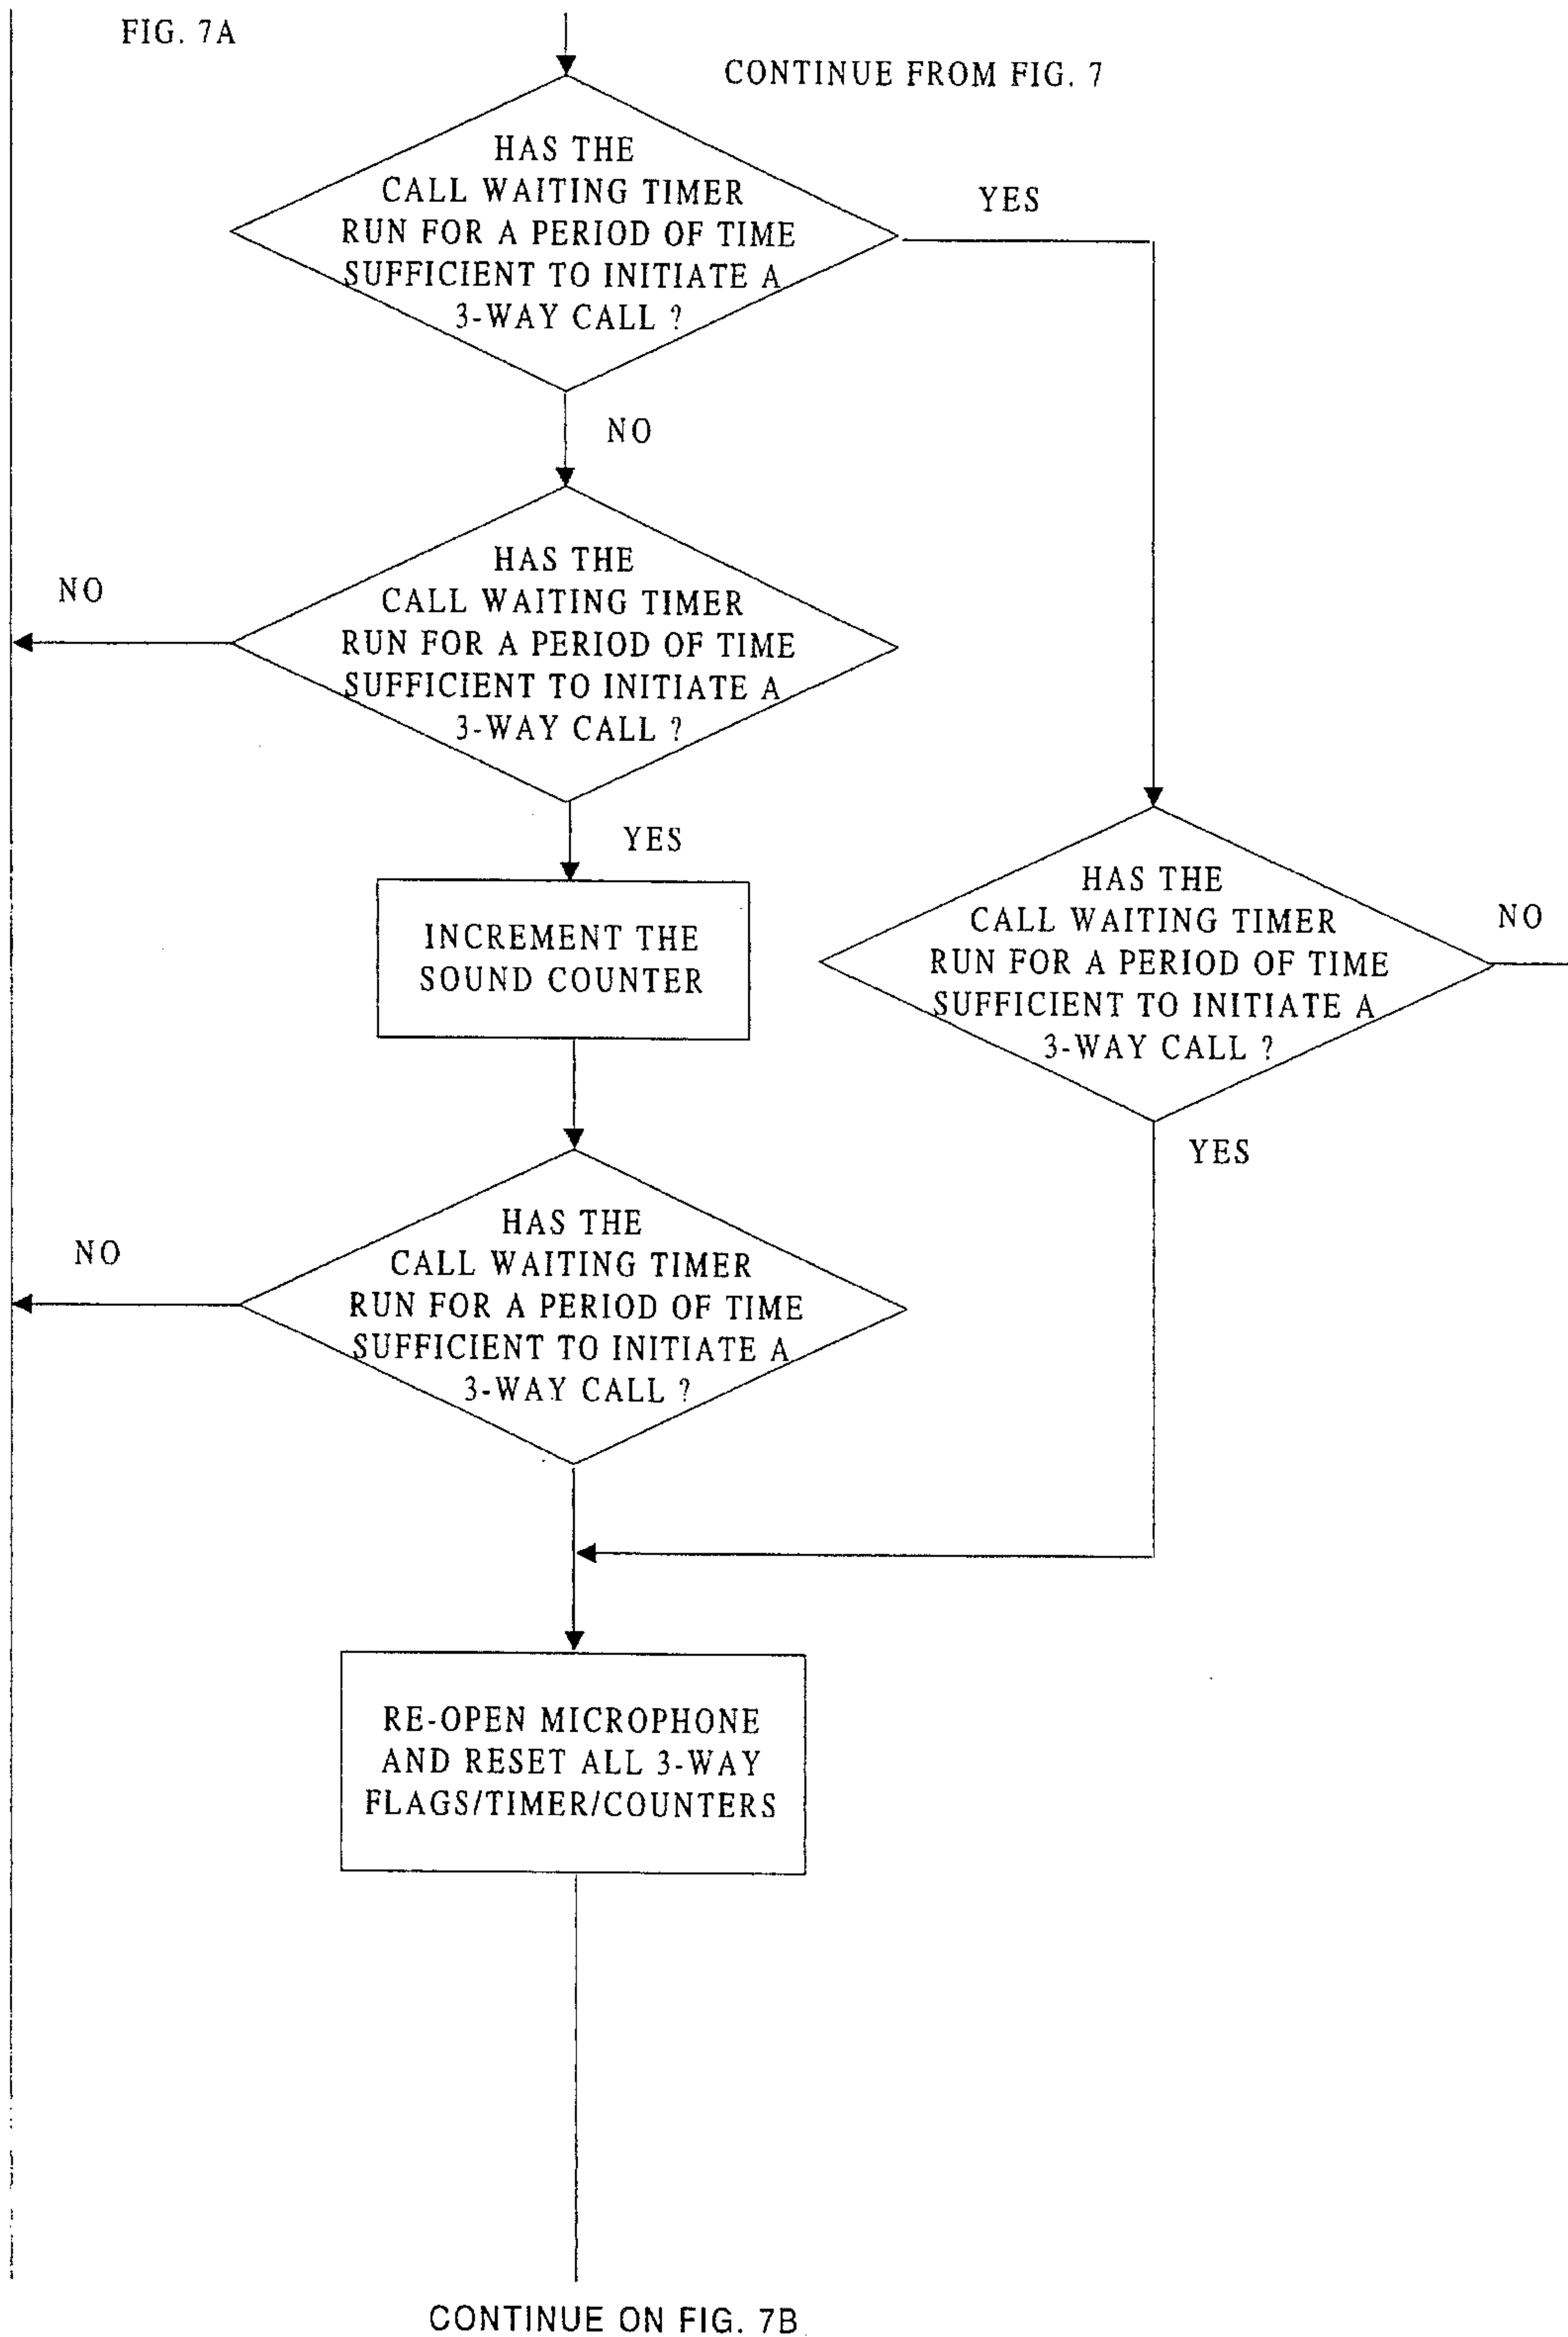 FIG. 7A
CONTINUE FROM FIG. 7
HAS THE
CALL WAITING TIMER
RUN FOR A PERIOD OF TIME
SUFFICIENT TO INITIATE A
3-WAY CALL ?
YES
NO
HAS THE
CALL WAITING TIMER
RUN FOR A PERIOD OF TIME
SUFFICIENT TO INITIATE A
3-WAY CALL ?
NO
YES
INCREMENT THE
SOUND COUNTER
HAS THE
CALL WAITING TIMER
RUN FOR A PERIOD OF TIME
SUFFICIENT TO INITIATE A
3-WAY CALL ?
NO
YES
HAS THE
CALL WAITING TIMER
RUN FOR A PERIOD OF TIME
SUFFICIENT TO INITIATE A
3-WAY CALL ?
NO
RE-OPEN MICROPHONE
AND RESET ALL 3-WAY
FLAGS/TIMER/COUNTERS
CONTINUE ON FIG. 7B